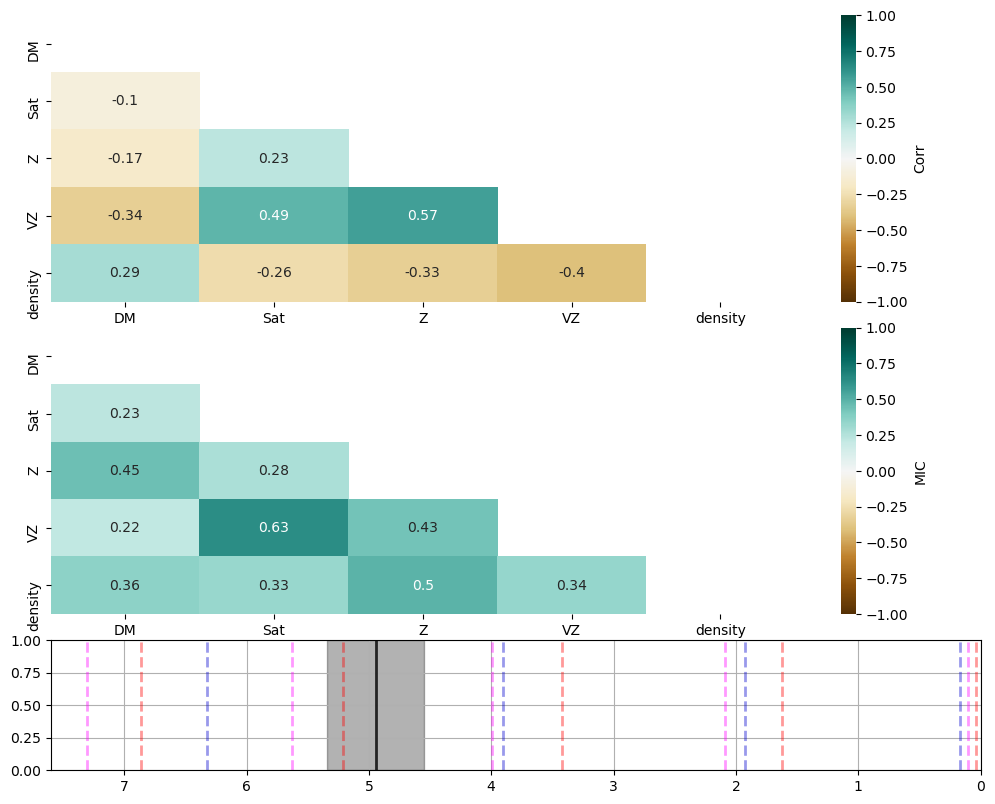 DM
Sat
Z
VZ
density
-0.1
-0.17 0.23
-0.34 0.49 0.57
0.29 -0.26 -0.33 -0.4
DM Sat Z VZ density
1.00
0.75
0.50
0.25
0.00
−0.25
−0.50
−0.75
−1.00
Corr
DM
Sat
Z
VZ
density
0.23
0.45 0.28
0.22 0.63 0.43
0.36 0.33 0.5 0.34
DM Sat Z VZ density
1.00
0.75
0.50
0.25
0.00
−0.25
−0.50
−0.75
−1.00
MIC
1.00
0.75
0.50
0.25
0.00
7 6 5 4 3 2 1 0